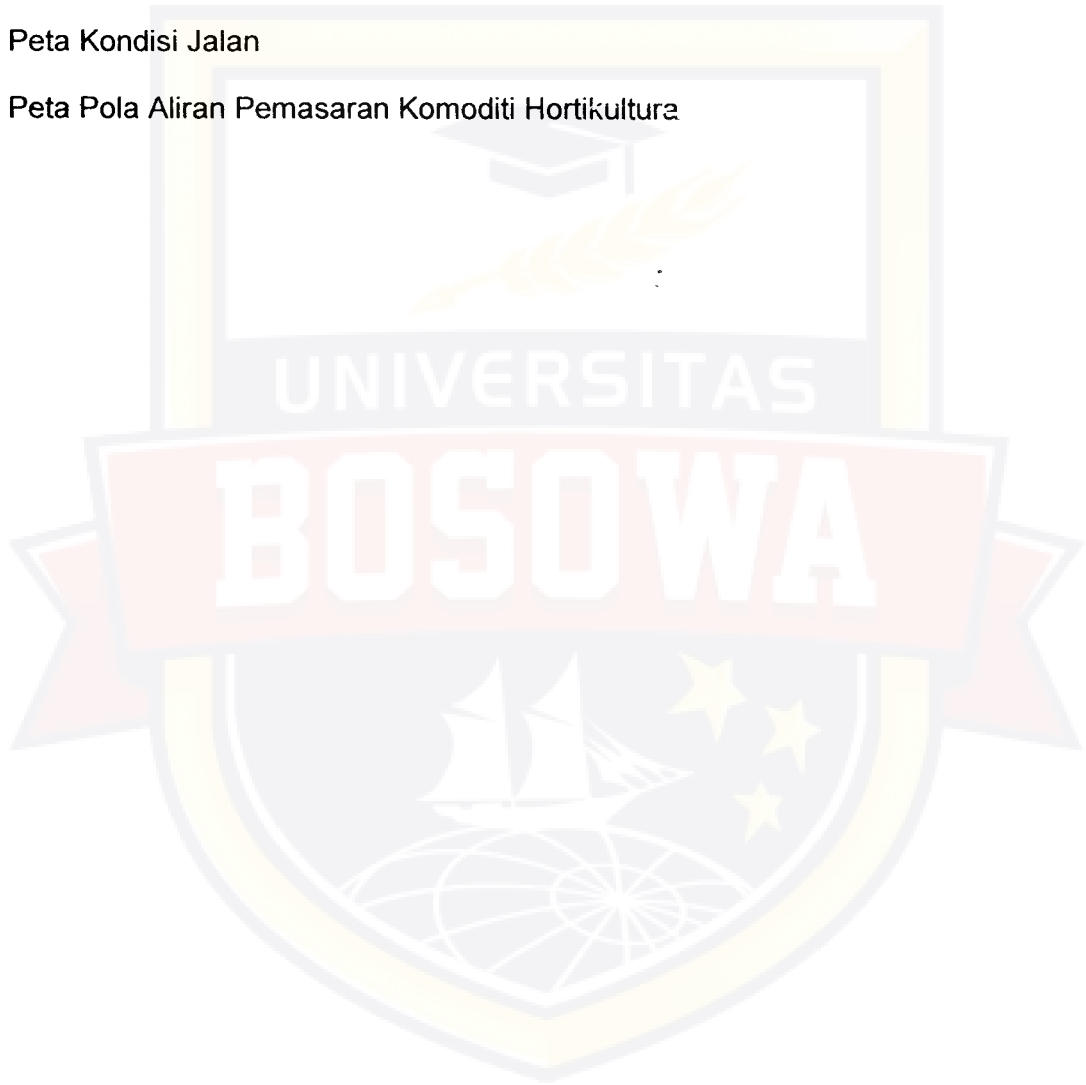 Peta Kondisi Jalan
Peta Pola Aliran Pemasaran Komoditi Hortikultura
UNIVERSITAS
BOSOWA